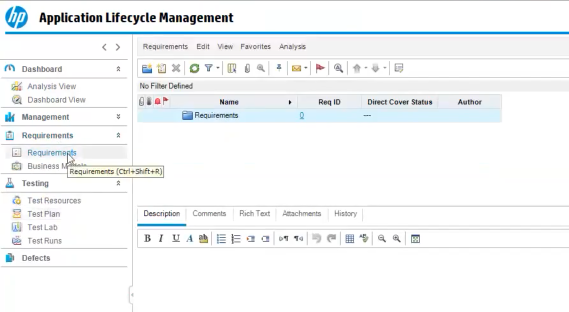 hp Application Lifecycle Management
Requirements Edit View Favorites Analysis
Dashboard
Analysis View
Dashboard View
Management
Requirements
Requirements
Business
Requirements (Ctrl+Shift+R)
Testing
Test Resources
Test Plan
Test Lab
Test Runs
Defects
No Filter Defined
Name Req ID Direct Cover Status Author
Requirements 0 ---
Description Comments Rich Text Attachments History
B I U A ab